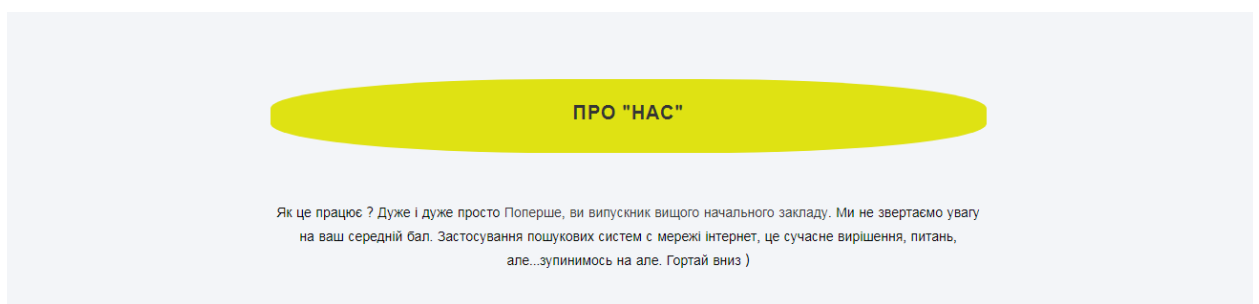 ПРО "НАС"
Як це працює ? Дуже і дуже просто Поперше, ви випускник вищого начального закладу. Ми не звертаємо увагу
на ваш середній бал. Застосування пошукових систем с мережі інтернет, це сучасне вирішення, питань,
але...зупинимось на але. Гортай вниз )